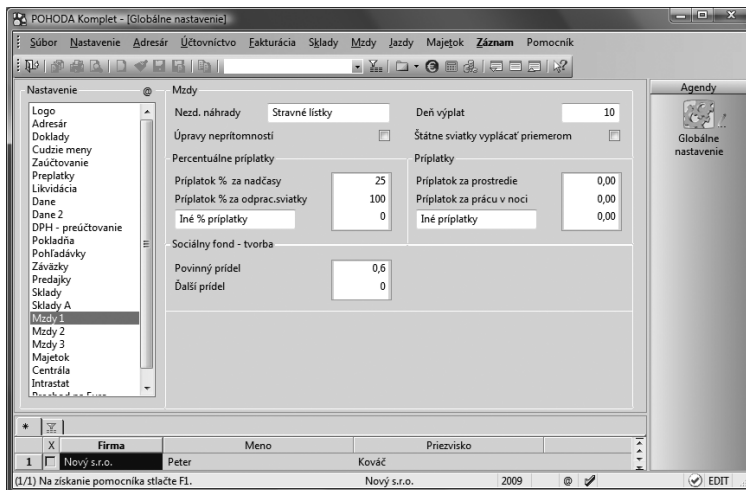 POHODA Komplet - [Globálne nastavenie]
Súbor Nastavenie Adresár Účtovníctvo Fakturácia Sklady Mzdy Jazdy Majetok Záznam Pomocník
Nastavenie @
Logo
Adresár
Doklady
Cudzie meny
Zaúčtovanie
Preplatky
Likvidácia
Dane
Dane 2
DPH - preúčtovanie
Pokladňa
Pohľadávky
Záväzky
Predajky
Sklady
Sklady A
Mzdy 1
Mzdy 2
Mzdy 3
Majetok
Centrála
Intrastat
Mzdy
Nezd. náhrady Stravné lístky Deň výplat 10
Úpravy neprítomností Štátne sviatky vyplácať priemerom
Percentuálne príplatky Príplatky
Príplatok % za nadčasy 25 Príplatok za prostredie 0,00
Príplatok % za odprac.sviatky 100 Príplatok za prácu v noci 0,00
Iné % príplatky 0 Iné príplatky 0,00
Sociálny fond - tvorba
Povinný prídel 0,6
Ďalší prídel 0
Agendy
Globálne
nastavenie
*
X Firma Meno Priezvisko
1 Nový s.r.o. Peter Kováč
(1/1) Na získanie pomocníka stlačte F1. Nový s.r.o. 2009 @ EDIT